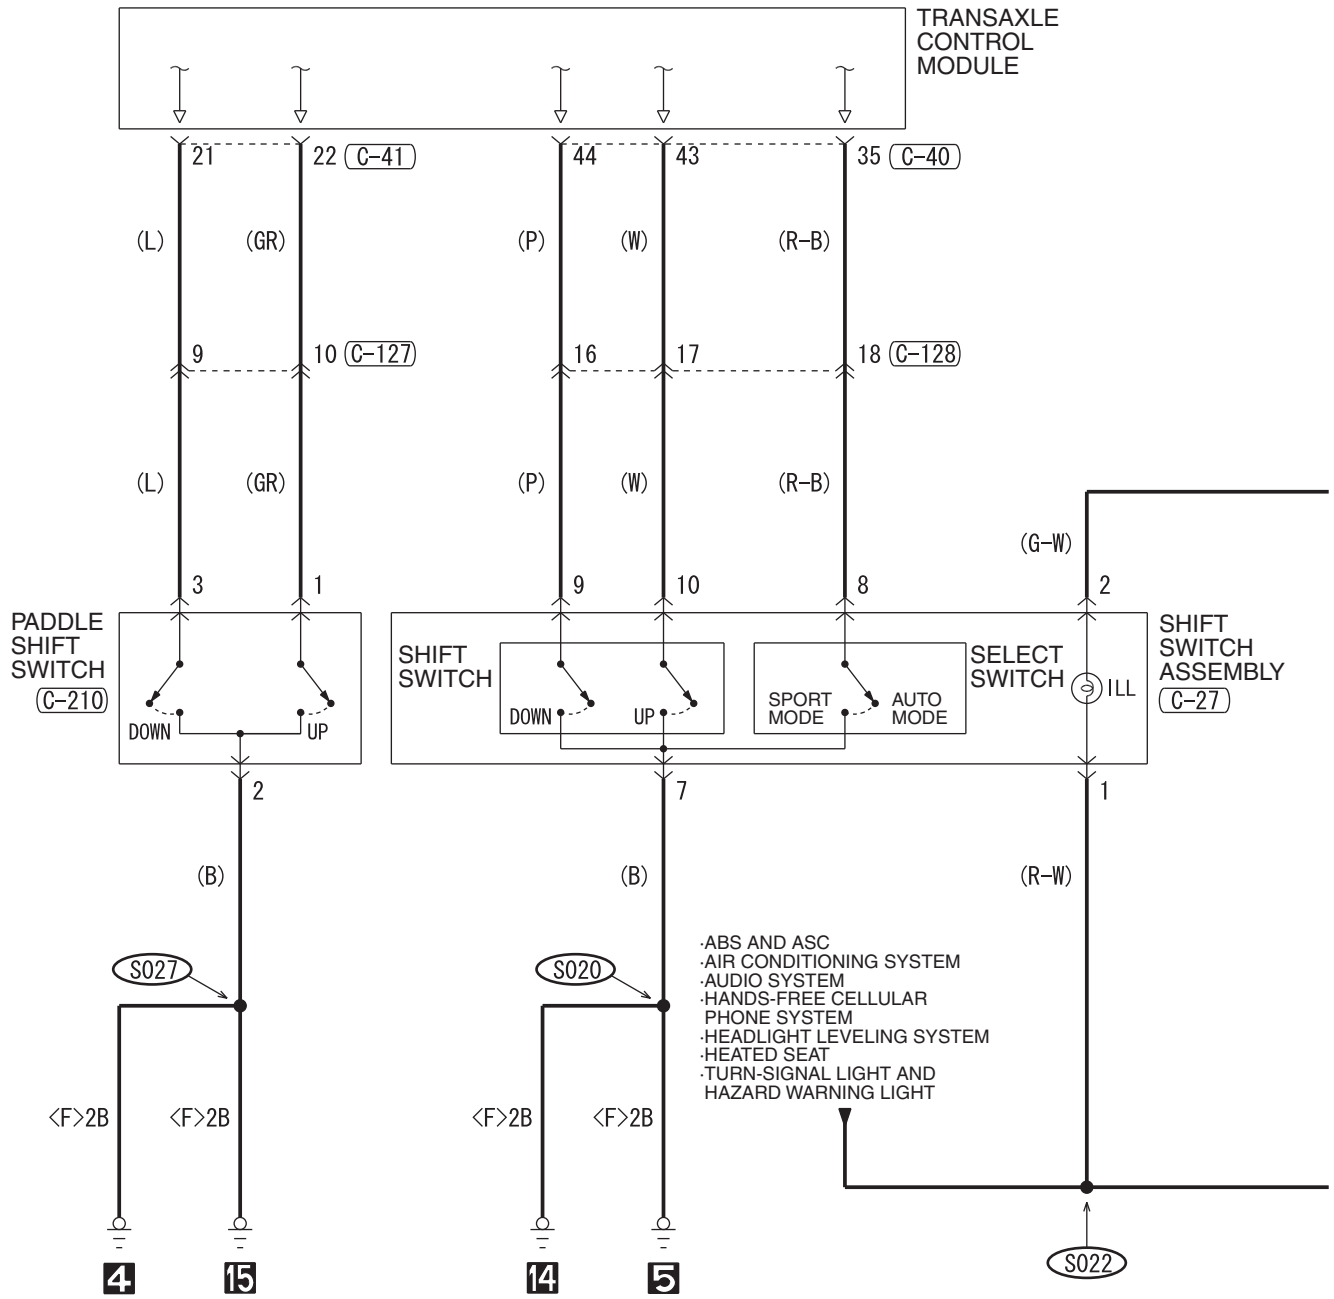 TRANSAXLE
CONTROL
MODULE
21
22
C-41
44
43
35
C-40
(L)
(GR)
(P)
(W)
(R-B)
9
10
C-127
16
17
18
C-128
(L)
(GR)
(P)
(W)
(R-B)
(G-W)
3
1
9
10
8
2
PADDLE
SHIFT
SWITCH
C-210
DOWN
UP
SHIFT
SWITCH
DOWN
UP
SPORT
MODE
AUTO
MODE
SELECT
SWITCH
ILL
SHIFT
SWITCH
ASSEMBLY
C-27
2
7
1
(B)
(B)
(R-W)
S027
S020
·ABS AND ASC
·AIR CONDITIONING SYSTEM
·AUDIO SYSTEM
·HANDS-FREE CELLULAR
PHONE SYSTEM
·HEADLIGHT LEVELING SYSTEM
·HEATED SEAT
·TURN-SIGNAL LIGHT AND
HAZARD WARNING LIGHT
<F>2B
<F>2B
<F>2B
<F>2B
4
15
14
5
S022